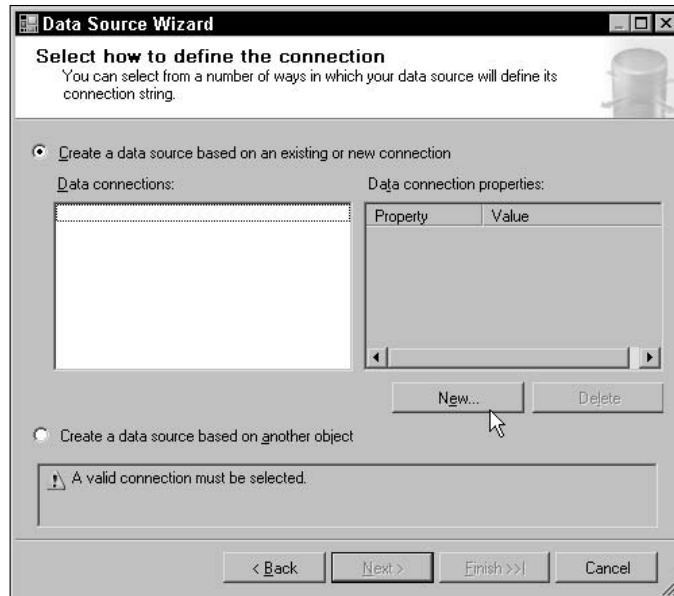 Data Source Wizard
Select how to define the connection
You can select from a number of ways in which your data source will define its
connection string.
Create a data source based on an existing or new connection
Data connections:
Data connection properties:
Property Value
New... Delete
Create a data source based on another object
A valid connection must be selected.
< Back Next > Finish >>| Cancel